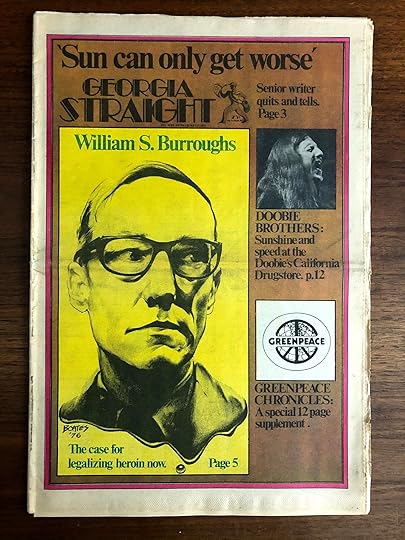 'Sun can only get worse'
GEORGIA
STRAIGHT
Senior writer
quits and tells.
Page 3
William S. Burroughs
DOOBIE
BROTHERS:
Sunshine and
speed at the
Doobie's California
Drugstore. p.12
GREENPEACE
GREENPEACE
CHRONICLES:
A special 12 page
supplement.
BOATES
'76
The case for
legalizing heroin now.
Page 5